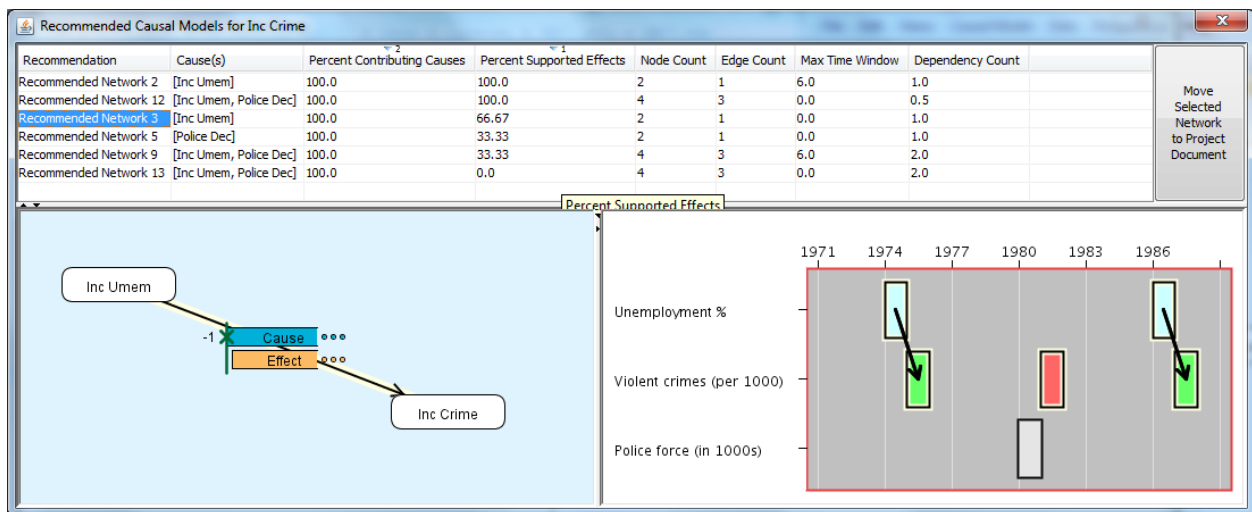 Recommended Causal Models for Inc Crime
Recommendation Cause(s) Percent Contributing Causes 2 Percent Supported Effects 1 Node Count Edge Count Max Time Window Dependency Count
Recommended Network 2 [Inc Umem] 100.0 100.0 2 1 6.0 1.0
Recommended Network 12 [Inc Umem, Police Dec] 100.0 100.0 4 3 0.0 0.5
Recommended Network 3 [Inc Umem] 100.0 66.67 2 1 0.0 1.0
Recommended Network 5 [Police Dec] 100.0 33.33 2 1 0.0 1.0
Recommended Network 9 [Inc Umem, Police Dec] 100.0 33.33 4 3 6.0 2.0
Recommended Network 13 [Inc Umem, Police Dec] 100.0 0.0 4 3 0.0 2.0
Move
Selected
Network
to Project
Document
Percent Supported Effects
Inc Umem
-1 Cause
Effect
Inc Crime
1971 1974 1977 1980 1983 1986
Unemployment %
Violent crimes (per 1000)
Police force (in 1000s)